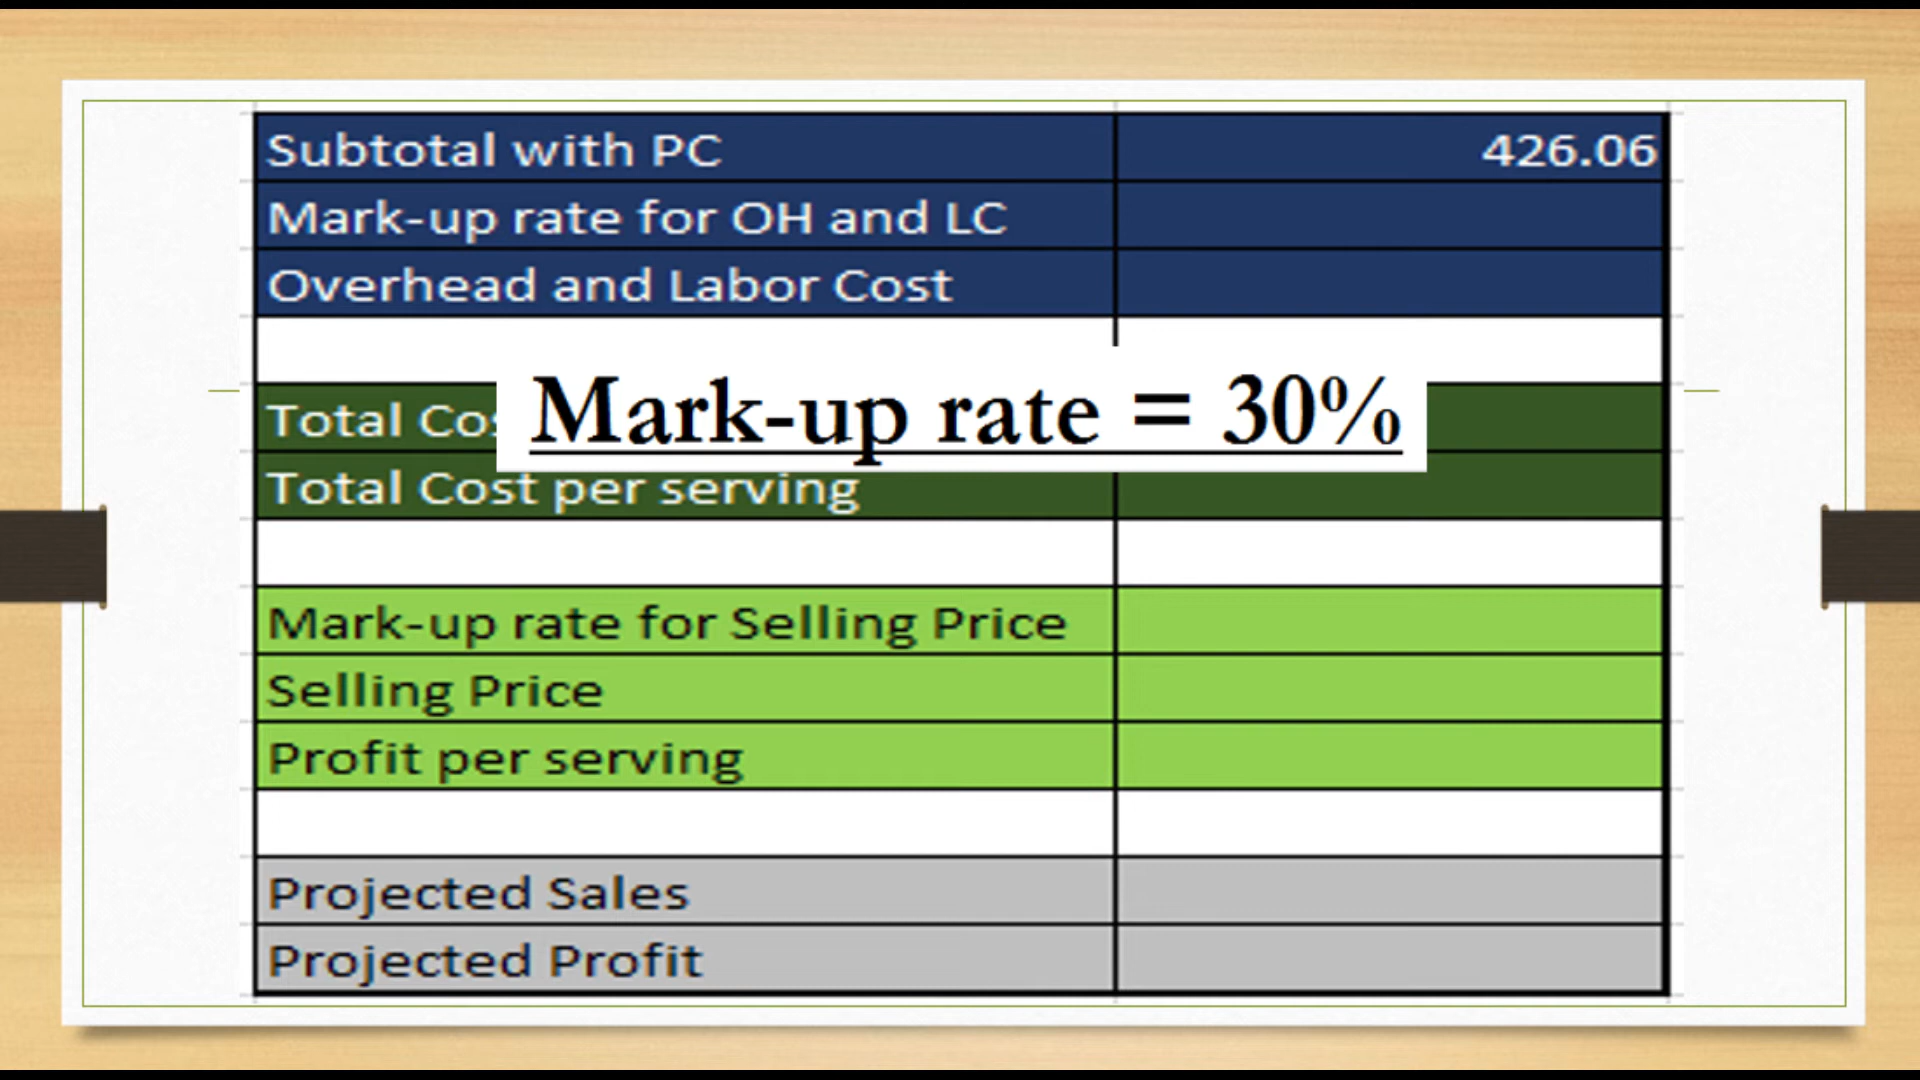 Subtotal with PC 426.06
Mark-up rate for OH and LC
Overhead and Labor Cost
Mark-up rate = 30%
Total Cos
Total Cost per serving
Mark-up rate for Selling Price
Selling Price
Profit per serving
Projected Sales
Projected Profit